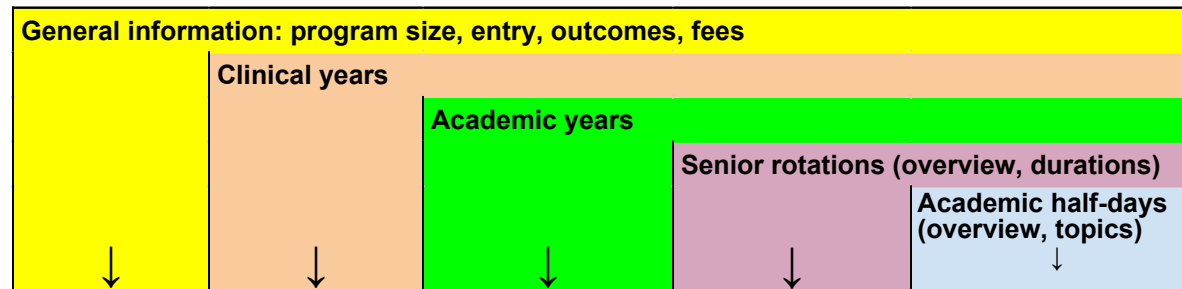 General information: program size, entry, outcomes, fees
Clinical years
Academic years
Senior rotations (overview, durations)
Academic half-days
(overview, topics)
↓ ↓ ↓ ↓ ↓